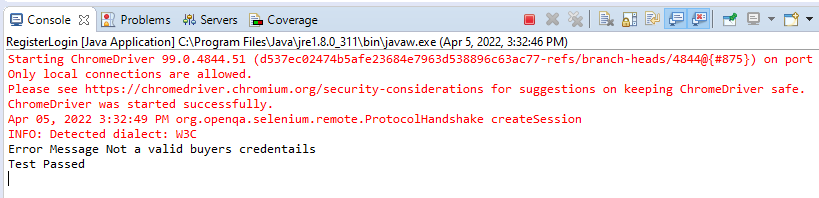 Console Problems Servers Coverage
RegisterLogin [Java Application] C:\Program Files\Java\jre1.8.0_311\bin\javaw.exe (Apr 5, 2022, 3:32:46 PM)
Starting ChromeDriver 99.0.4844.51 (d537ec02474b5afe23684e7963d538896c63ac77-refs/branch-heads/4844@{#875}) on port
Only local connections are allowed.
Please see https://chromedriver.chromium.org/security-considerations for suggestions on keeping ChromeDriver safe.
ChromeDriver was started successfully.
Apr 05, 2022 3:32:49 PM org.openqa.selenium.remote.ProtocolHandshake createSession
INFO: Detected dialect: W3C
Error Message Not a valid buyers credentails
Test Passed